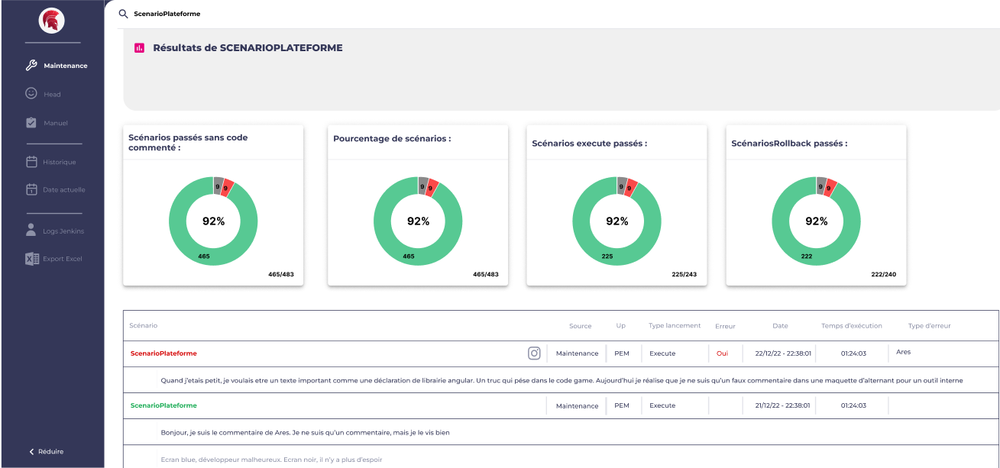 ScenarioPlateforme
Maintenance
Head
Manuel
Historique
1
Date actuelle
Logs Jenkins
X
Export Excel
Réduire
Résultats de SCENARIOPLATEFORME
Scénarios passés sans code
commenté :
9 9
92%
465
465/483
Pourcentage de scénarios :
9 9
92%
465
465/483
Scénarios execute passés :
9 9
92%
225
225/243
ScénariosRollback passés :
9 9
92%
222
222/240
Scénario Source Up Type lancement Erreur Date Temps d'exécution Type d'erreur
ScenarioPlateforme Maintenance PEM Execute Oui 22/12/22 - 22:38:01 01:24:03 Ares
Quand j'etais petit, je voulais etre un texte important comme une déclaration de librairie angular. Un truc qui pése dans le code game. Aujourd'hui je réalise que je ne suis qu'un faux commentaire dans une maquette d'alternant pour un outil interne
ScenarioPlateforme Maintenance PEM Execute 21/12/22 - 22:38:01 01:24:03
Bonjour, je suis le commentaire de Ares. Je ne suis qu'un commentaire, mais je le vis bien
Ecran blue, développeur malheureux. Ecran noir, il n'y a plus d'espoir